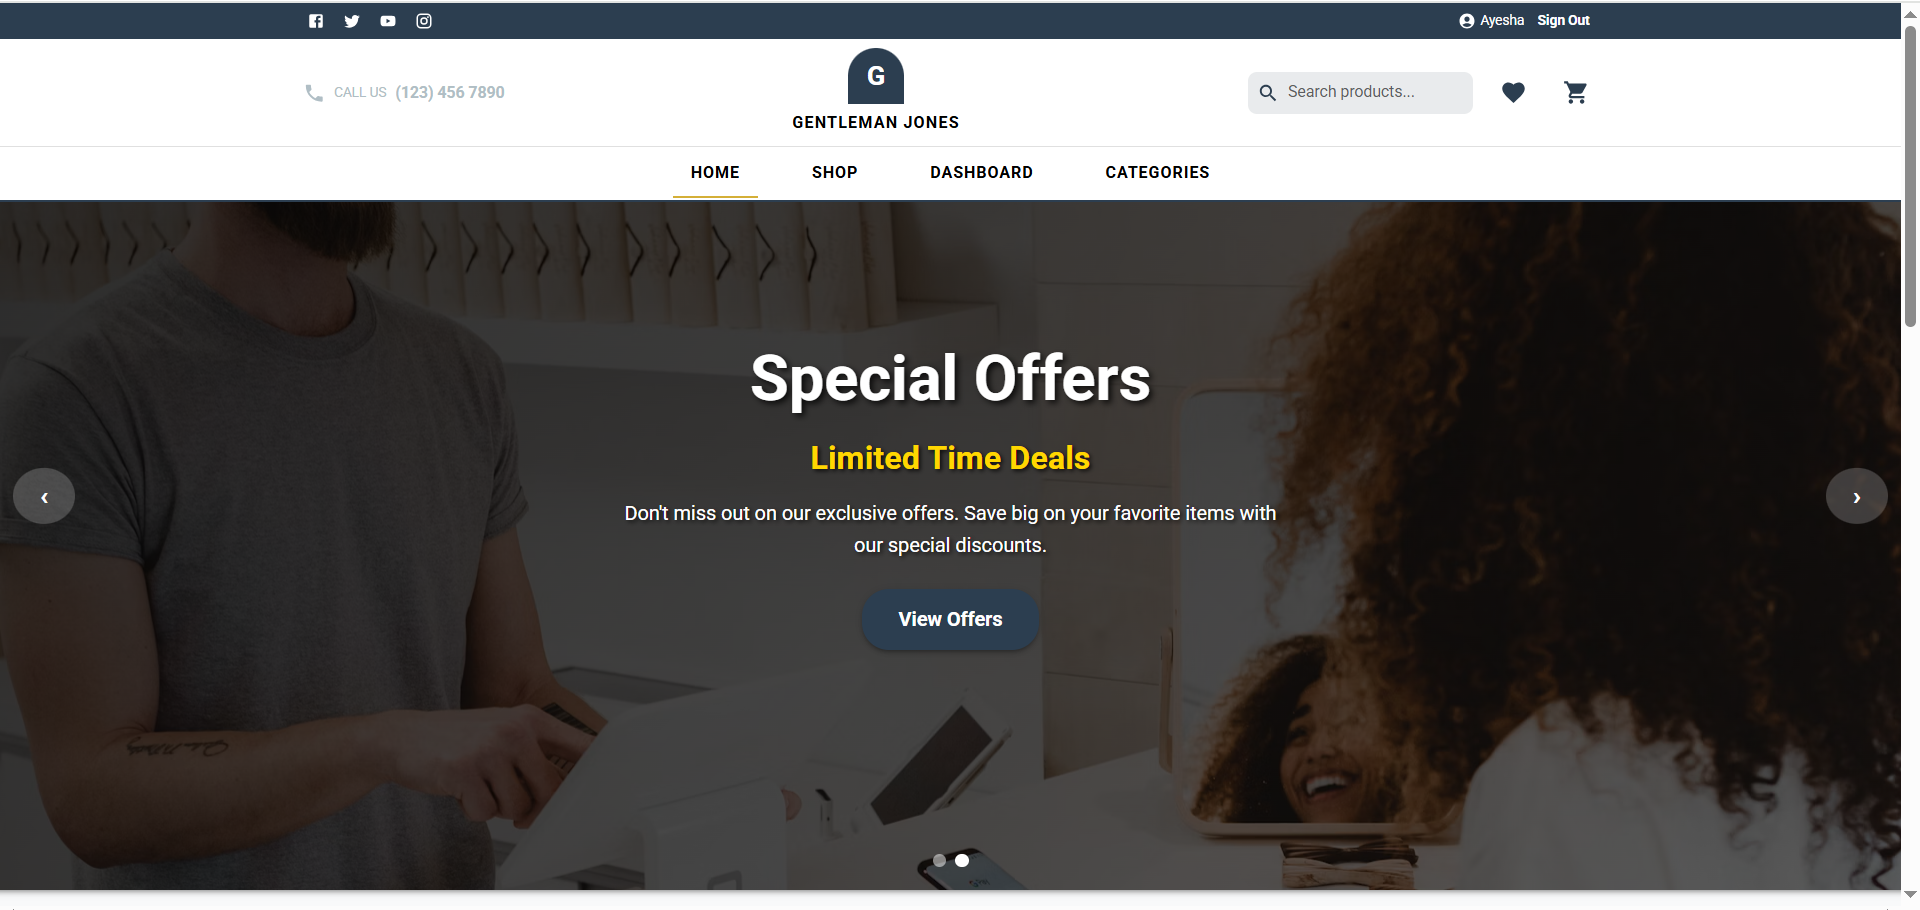 Ayesha Sign Out
CALL US (123) 456 7890
G
GENTLEMAN JONES
Search products...
HOME SHOP DASHBOARD CATEGORIES
Special Offers
Limited Time Deals
Don't miss out on our exclusive offers. Save big on your favorite items with
our special discounts.
‹ ›
View Offers